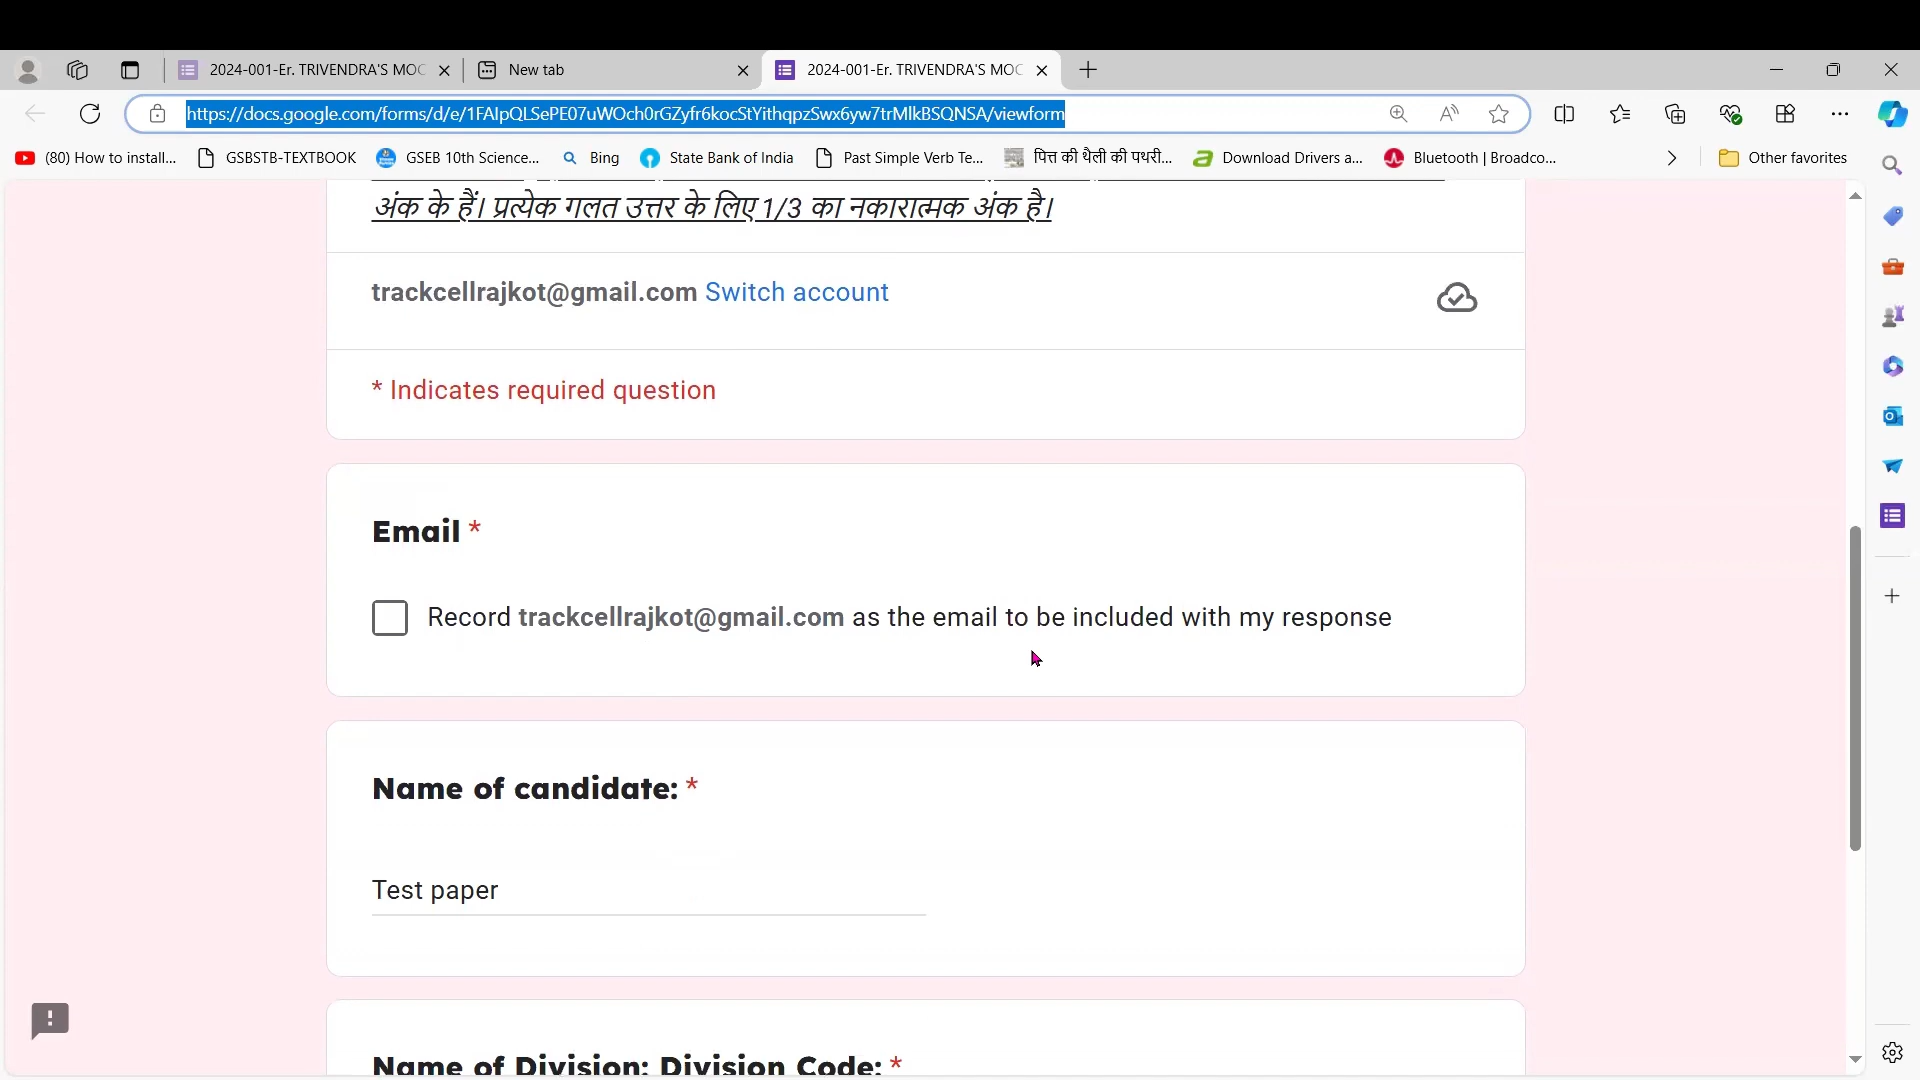 2024-001-Er. TRIVENDRA'S MOC
New tab
2024-001-Er. TRIVENDRA'S MOC
https://docs.google.com/forms/d/e/1FAIpQLSePE07uWOch0rGZyfr6kocStYithqpzSwx6yw7trMlkBSQNSA/viewform
(80) How to install...
GSBSTB-TEXTBOOK
GSEB 10th Science...
Bing
State Bank of India
Past Simple Verb Te...
पित्त की थैली की पथरी...
Download Drivers a...
Bluetooth | Broadco...
Other favorites
अंक के हैं। प्रत्येक गलत उत्तर के लिए 1/3 का नकारात्मक अंक है।
trackcellrajkot@gmail.com Switch account
* Indicates required question
Email *
Record trackcellrajkot@gmail.com as the email to be included with my response
Name of candidate: *
Test paper
Name of Division: Division Code: *